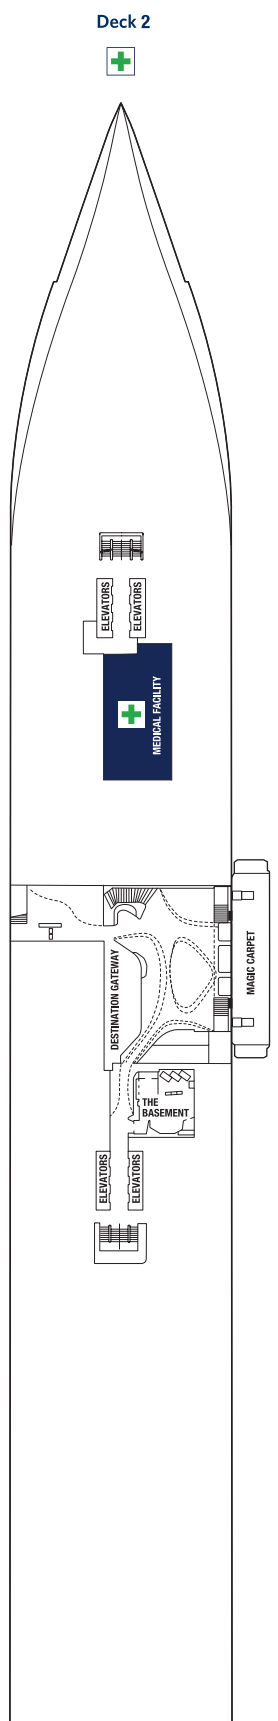 Deck 2
ELEVATORS
ELEVATORS
MEDICAL FACILITY
MAGIC CARPET
DESTINATION GATEWAY
THE
BASEMENT
ELEVATORS
ELEVATORS